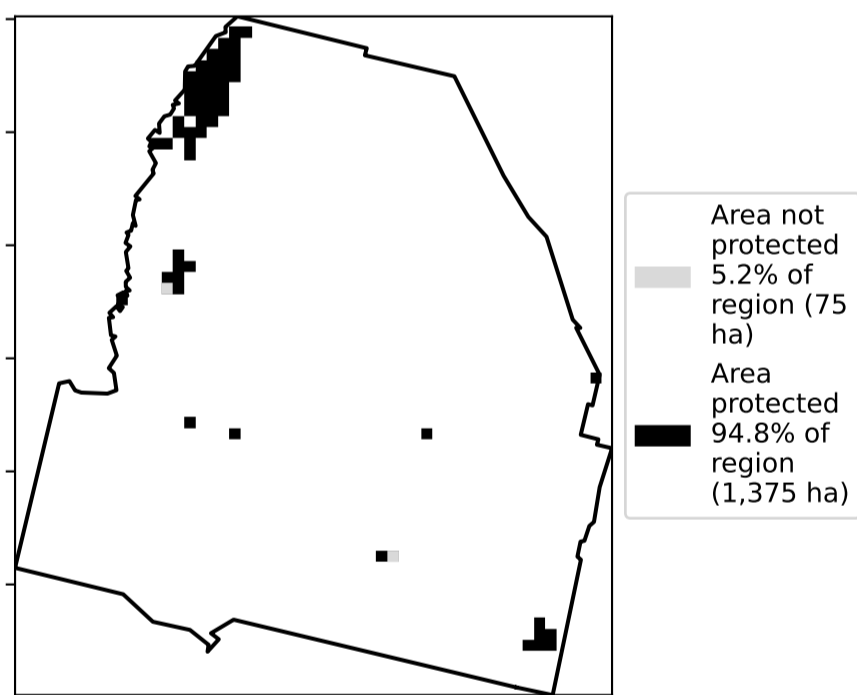 Area not
protected
5.2% of
region (75
ha)
Area
protected
94.8% of
region
(1,375 ha)